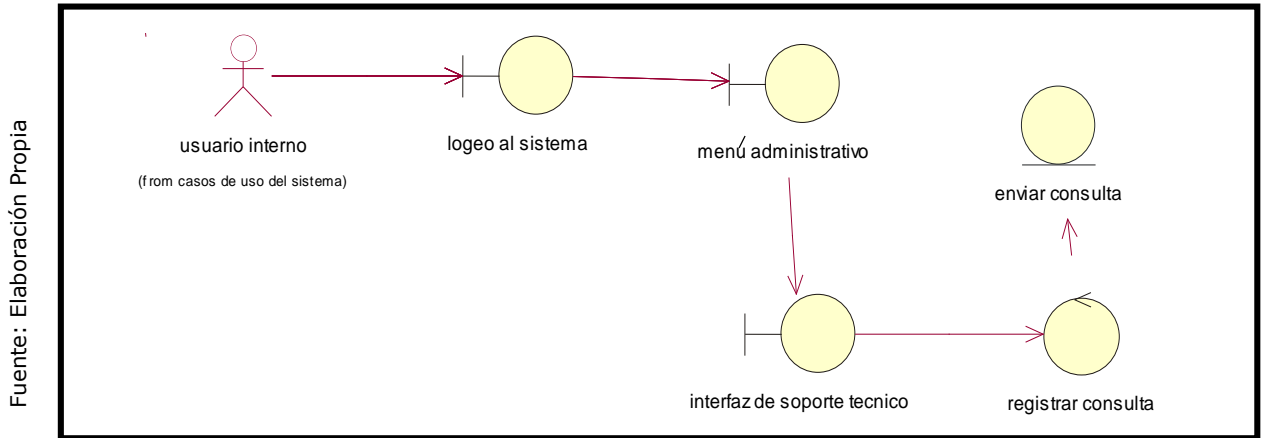 Fuente: Elaboración Propia
usuario interno
(from casos de uso del sistema)
logeo al sistema
menú administrativo
enviar consulta
interfaz de soporte tecnico
registrar consulta